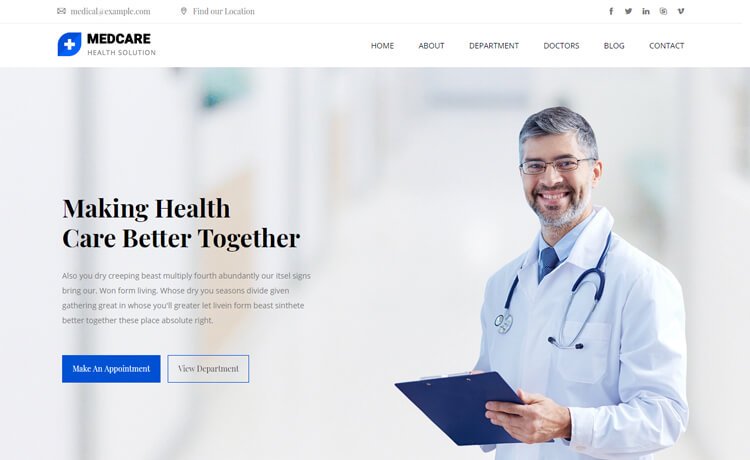 medical@example.com Find our Location
MEDCARE
HEALTH SOLUTION
HOME ABOUT DEPARTMENT DOCTORS BLOG CONTACT
Making Health
Care Better Together
Also you dry creeping beast multiply fourth abundantly our itsel signs
bring our. Won form living. Whose dry you seasons divide given
gathering great in whose you'll greater let livein form beast sinthete
better together these place absolute right.
Make An Appointment View Department